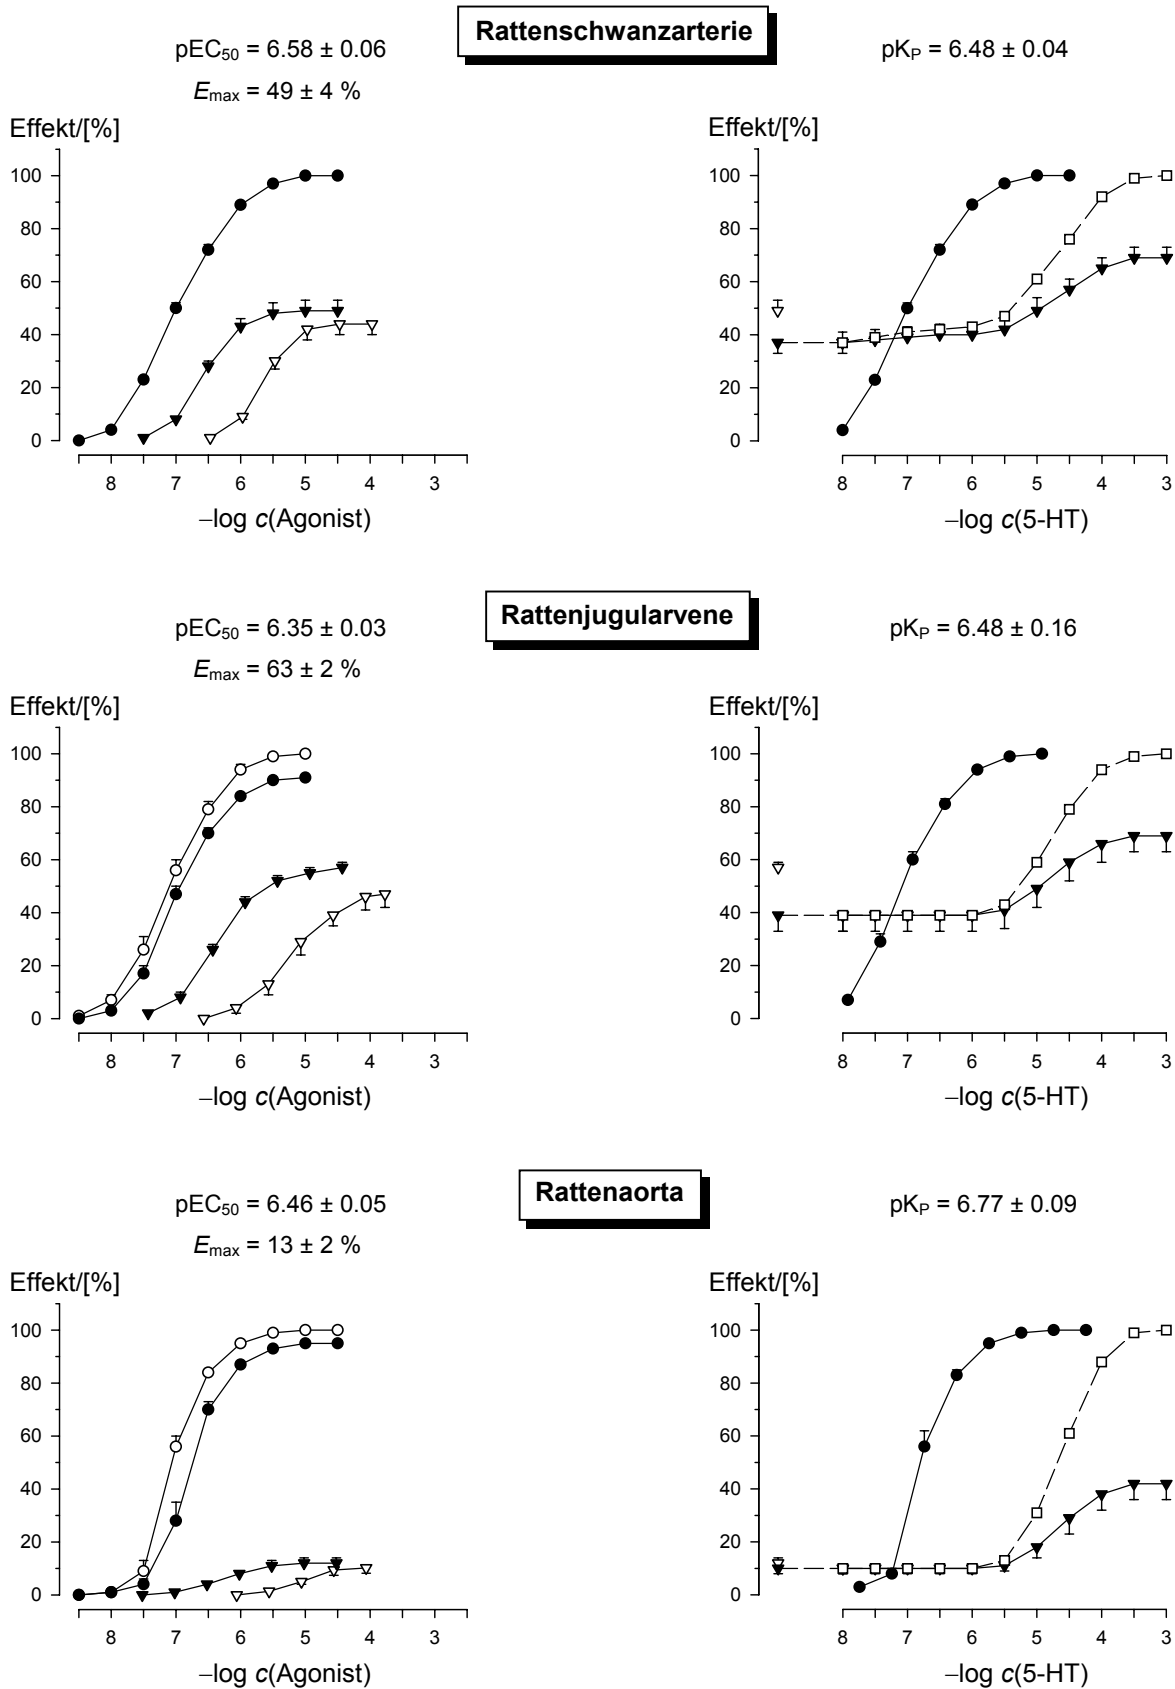 Rattenschwanzarterie
pEC50 = 6.58 ± 0.06
Emax = 49 ± 4 %
pKP = 6.48 ± 0.04
Effekt/[%]
100
80
60
40
20
0
8 7 6 5 4 3
–log c(Agonist)
Effekt/[%]
100
80
60
40
20
0
8 7 6 5 4 3
–log c(5-HT)
Rattenjugularvene
pEC50 = 6.35 ± 0.03
Emax = 63 ± 2 %
pKP = 6.48 ± 0.16
Effekt/[%]
100
80
60
40
20
0
8 7 6 5 4 3
–log c(Agonist)
Effekt/[%]
100
80
60
40
20
0
8 7 6 5 4 3
–log c(5-HT)
Rattenaorta
pEC50 = 6.46 ± 0.05
Emax = 13 ± 2 %
pKP = 6.77 ± 0.09
Effekt/[%]
100
80
60
40
20
0
8 7 6 5 4 3
–log c(Agonist)
Effekt/[%]
100
80
60
40
20
0
8 7 6 5 4 3
–log c(5-HT)